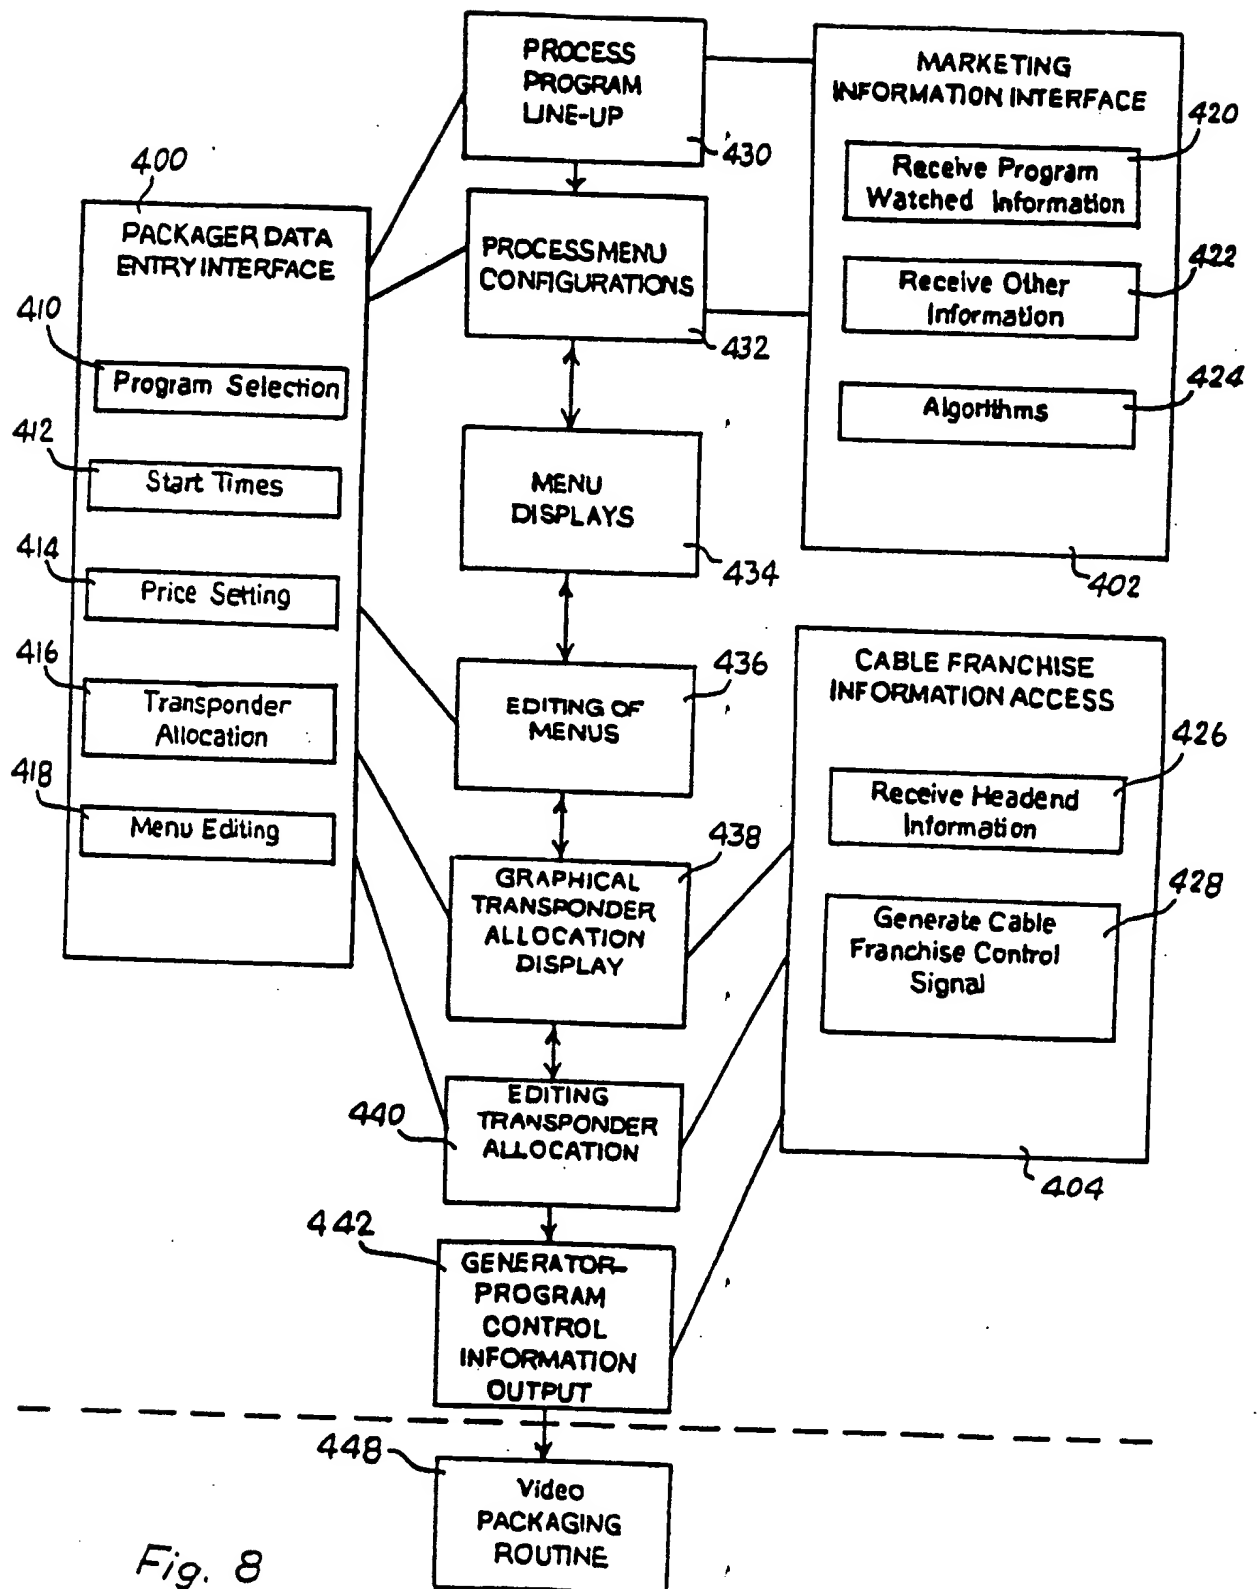 PROCESS
PROGRAM
LINE-UP
430
MARKETING
INFORMATION INTERFACE
420
Receive Program
Watched Information
422
Receive Other
Information
424
Algorithms
402
400
PACKAGER DATA
ENTRY INTERFACE
410
Program Selection
412
Start Times
414
Price Setting
416
Transponder
Allocation
418
Menu Editing
PROCESS MENU
CONFIGURATIONS
432
MENU
DISPLAYS
434
EDITING OF
MENUS
436
GRAPHICAL
TRANSPONDER
ALLOCATION
DISPLAY
438
CABLE FRANCHISE
INFORMATION ACCESS
426
Receive Headend
Information
428
Generate Cable
Franchise Control
Signal
404
EDITING
TRANSPONDER
ALLOCATION
440
442
GENERATOR-
PROGRAM
CONTROL
INFORMATION
OUTPUT
448
Video
PACKAGING
ROUTINE
Fig. 8